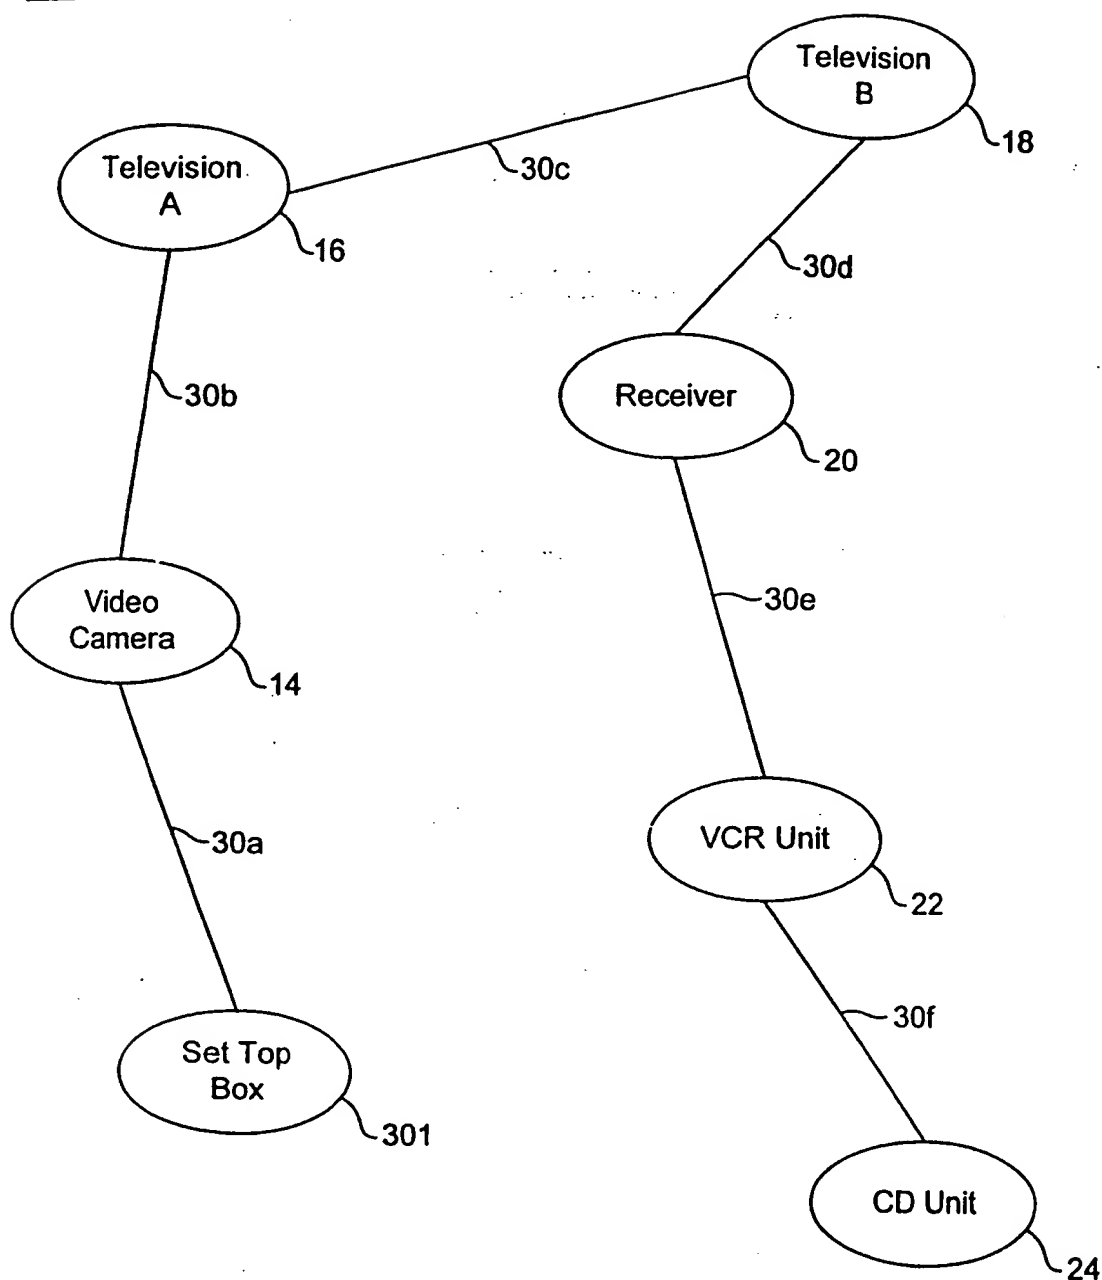 Television
B
18
30c
Television
A
16
30d
30b
Receiver
20
Video
Camera
14
30e
30a
VCR Unit
22
30f
Set Top
Box
301
CD Unit
24